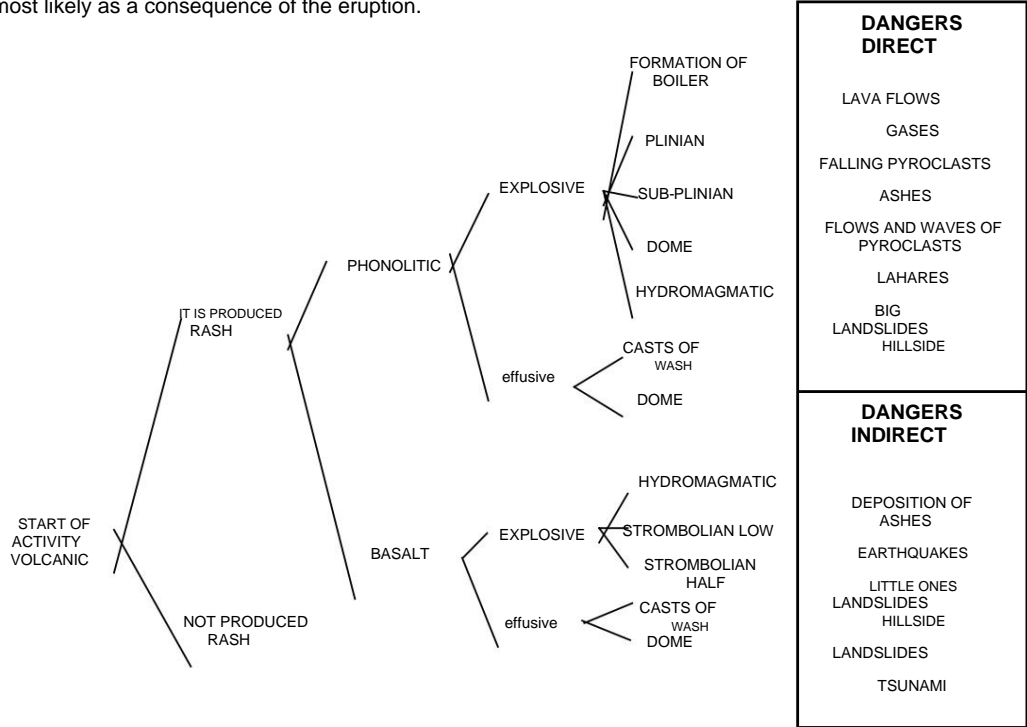 most likely as a consequence of the eruption.
START OF
ACTIVITY
VOLCANIC
IT IS PRODUCED
RASH
NOT PRODUCED
RASH
PHONOLITIC
BASALT
EXPLOSIVE
effusive
EXPLOSIVE
effusive
FORMATION OF
BOILER
PLINIAN
SUB-PLINIAN
DOME
HYDROMAGMATIC
CASTS OF
WASH
DOME
HYDROMAGMATIC
STROMBOLIAN LOW
STROMBOLIAN
HALF
CASTS OF
WASH
DOME
DANGERS
DIRECT
LAVA FLOWS
GASES
FALLING PYROCLASTS
ASHES
FLOWS AND WAVES OF
PYROCLASTS
LAHARES
BIG
LANDSLIDES
HILLSIDE
DANGERS
INDIRECT
DEPOSITION OF
ASHES
EARTHQUAKES
LITTLE ONES
LANDSLIDES
HILLSIDE
LANDSLIDES
TSUNAMI